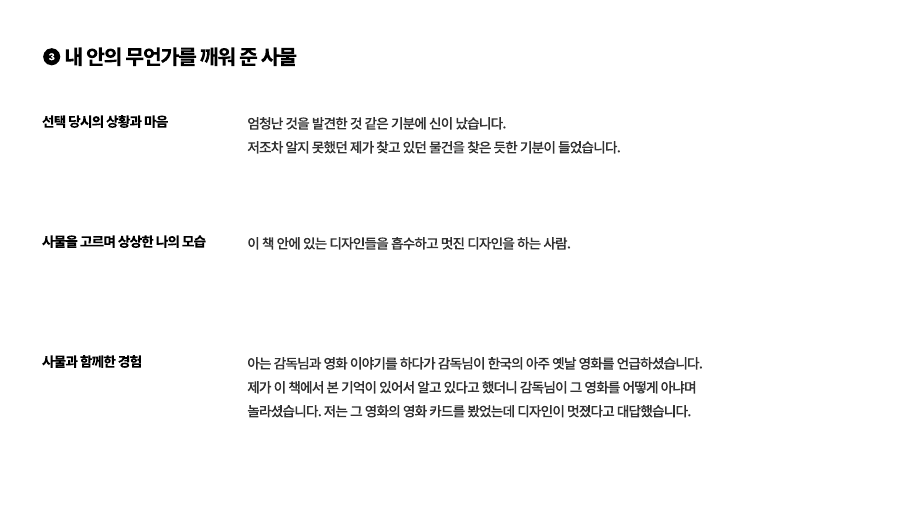 ❸ 내 안의 무언가를 깨워 준 사물
선택 당시의 상황과 마음
엄청난 것을 발견한 것 같은 기분에 신이 났습니다.
저조차 알지 못했던 제가 찾고 있던 물건을 찾은 듯한 기분이 들었습니다.
사물을 고르며 상상한 나의 모습
이 책 안에 있는 디자인들을 흡수하고 멋진 디자인을 하는 사람.
사물과 함께한 경험
아는 감독님과 영화 이야기를 하다가 감독님이 한국의 아주 옛날 영화를 언급하셨습니다.
제가 이 책에서 본 기억이 있어서 알고 있다고 했더니 감독님이 그 영화를 어떻게 아냐며
놀라셨습니다. 저는 그 영화의 영화 카드를 봤었는데 디자인이 멋졌다고 대답했습니다.